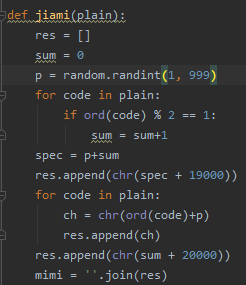 def jiami(plain):
    res = []
    sum = 0
    p = random.randint(1, 999)
    for code in plain:
        if ord(code) % 2 == 1:
            sum = sum+1
    spec = p+sum
    res.append(chr(spec + 19000))
    for code in plain:
        ch = chr(ord(code)+p)
        res.append(ch)
    res.append(chr(sum + 20000))
    mimi = ''.join(res)